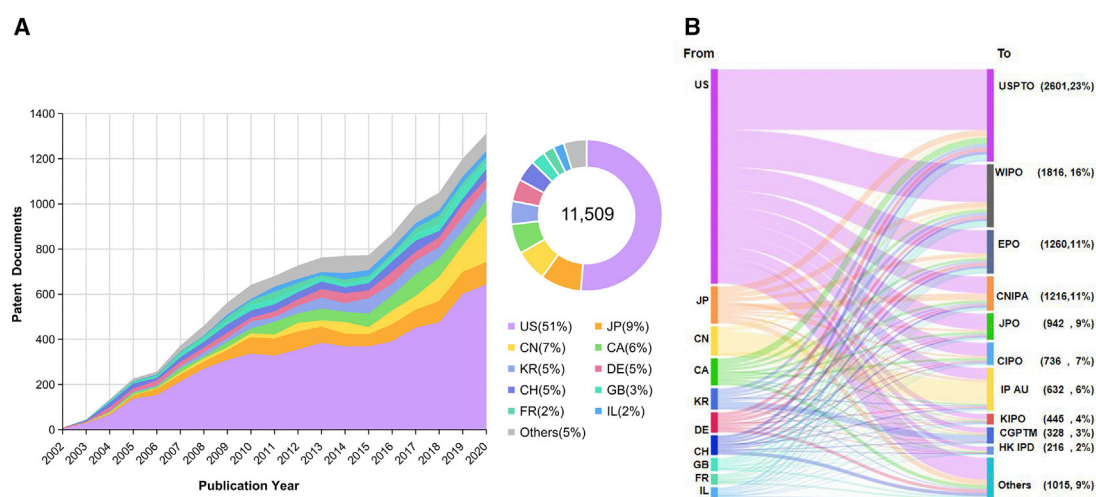 A
Patent Documents
1400
1200
1000
800
600
400
200
0
2002 2003 2004 2005 2006 2007 2008 2009 2010 2011 2012 2013 2014 2015 2016 2017 2018 2019 2020
Publication Year
11,509
US(51%) JP(9%)
CN(7%) CA(6%)
KR(5%) DE(5%)
CH(5%) GB(3%)
FR(2%) IL(2%)
Others(5%)
B
From To
US
JP
CN
CA
KR
DE
CH
GB
FR
IL
USPTO (2601,23%)
WIPO (1816, 16%)
EPO (1260,11%)
CNIPA (1216,11%)
JPO (942 , 9%)
CIPO (736 , 7%)
IP AU (632 , 6%)
KIPO (445 , 4%)
CGPTM (328 , 3%)
HK IPD (216 , 2%)
Others (1015, 9%)